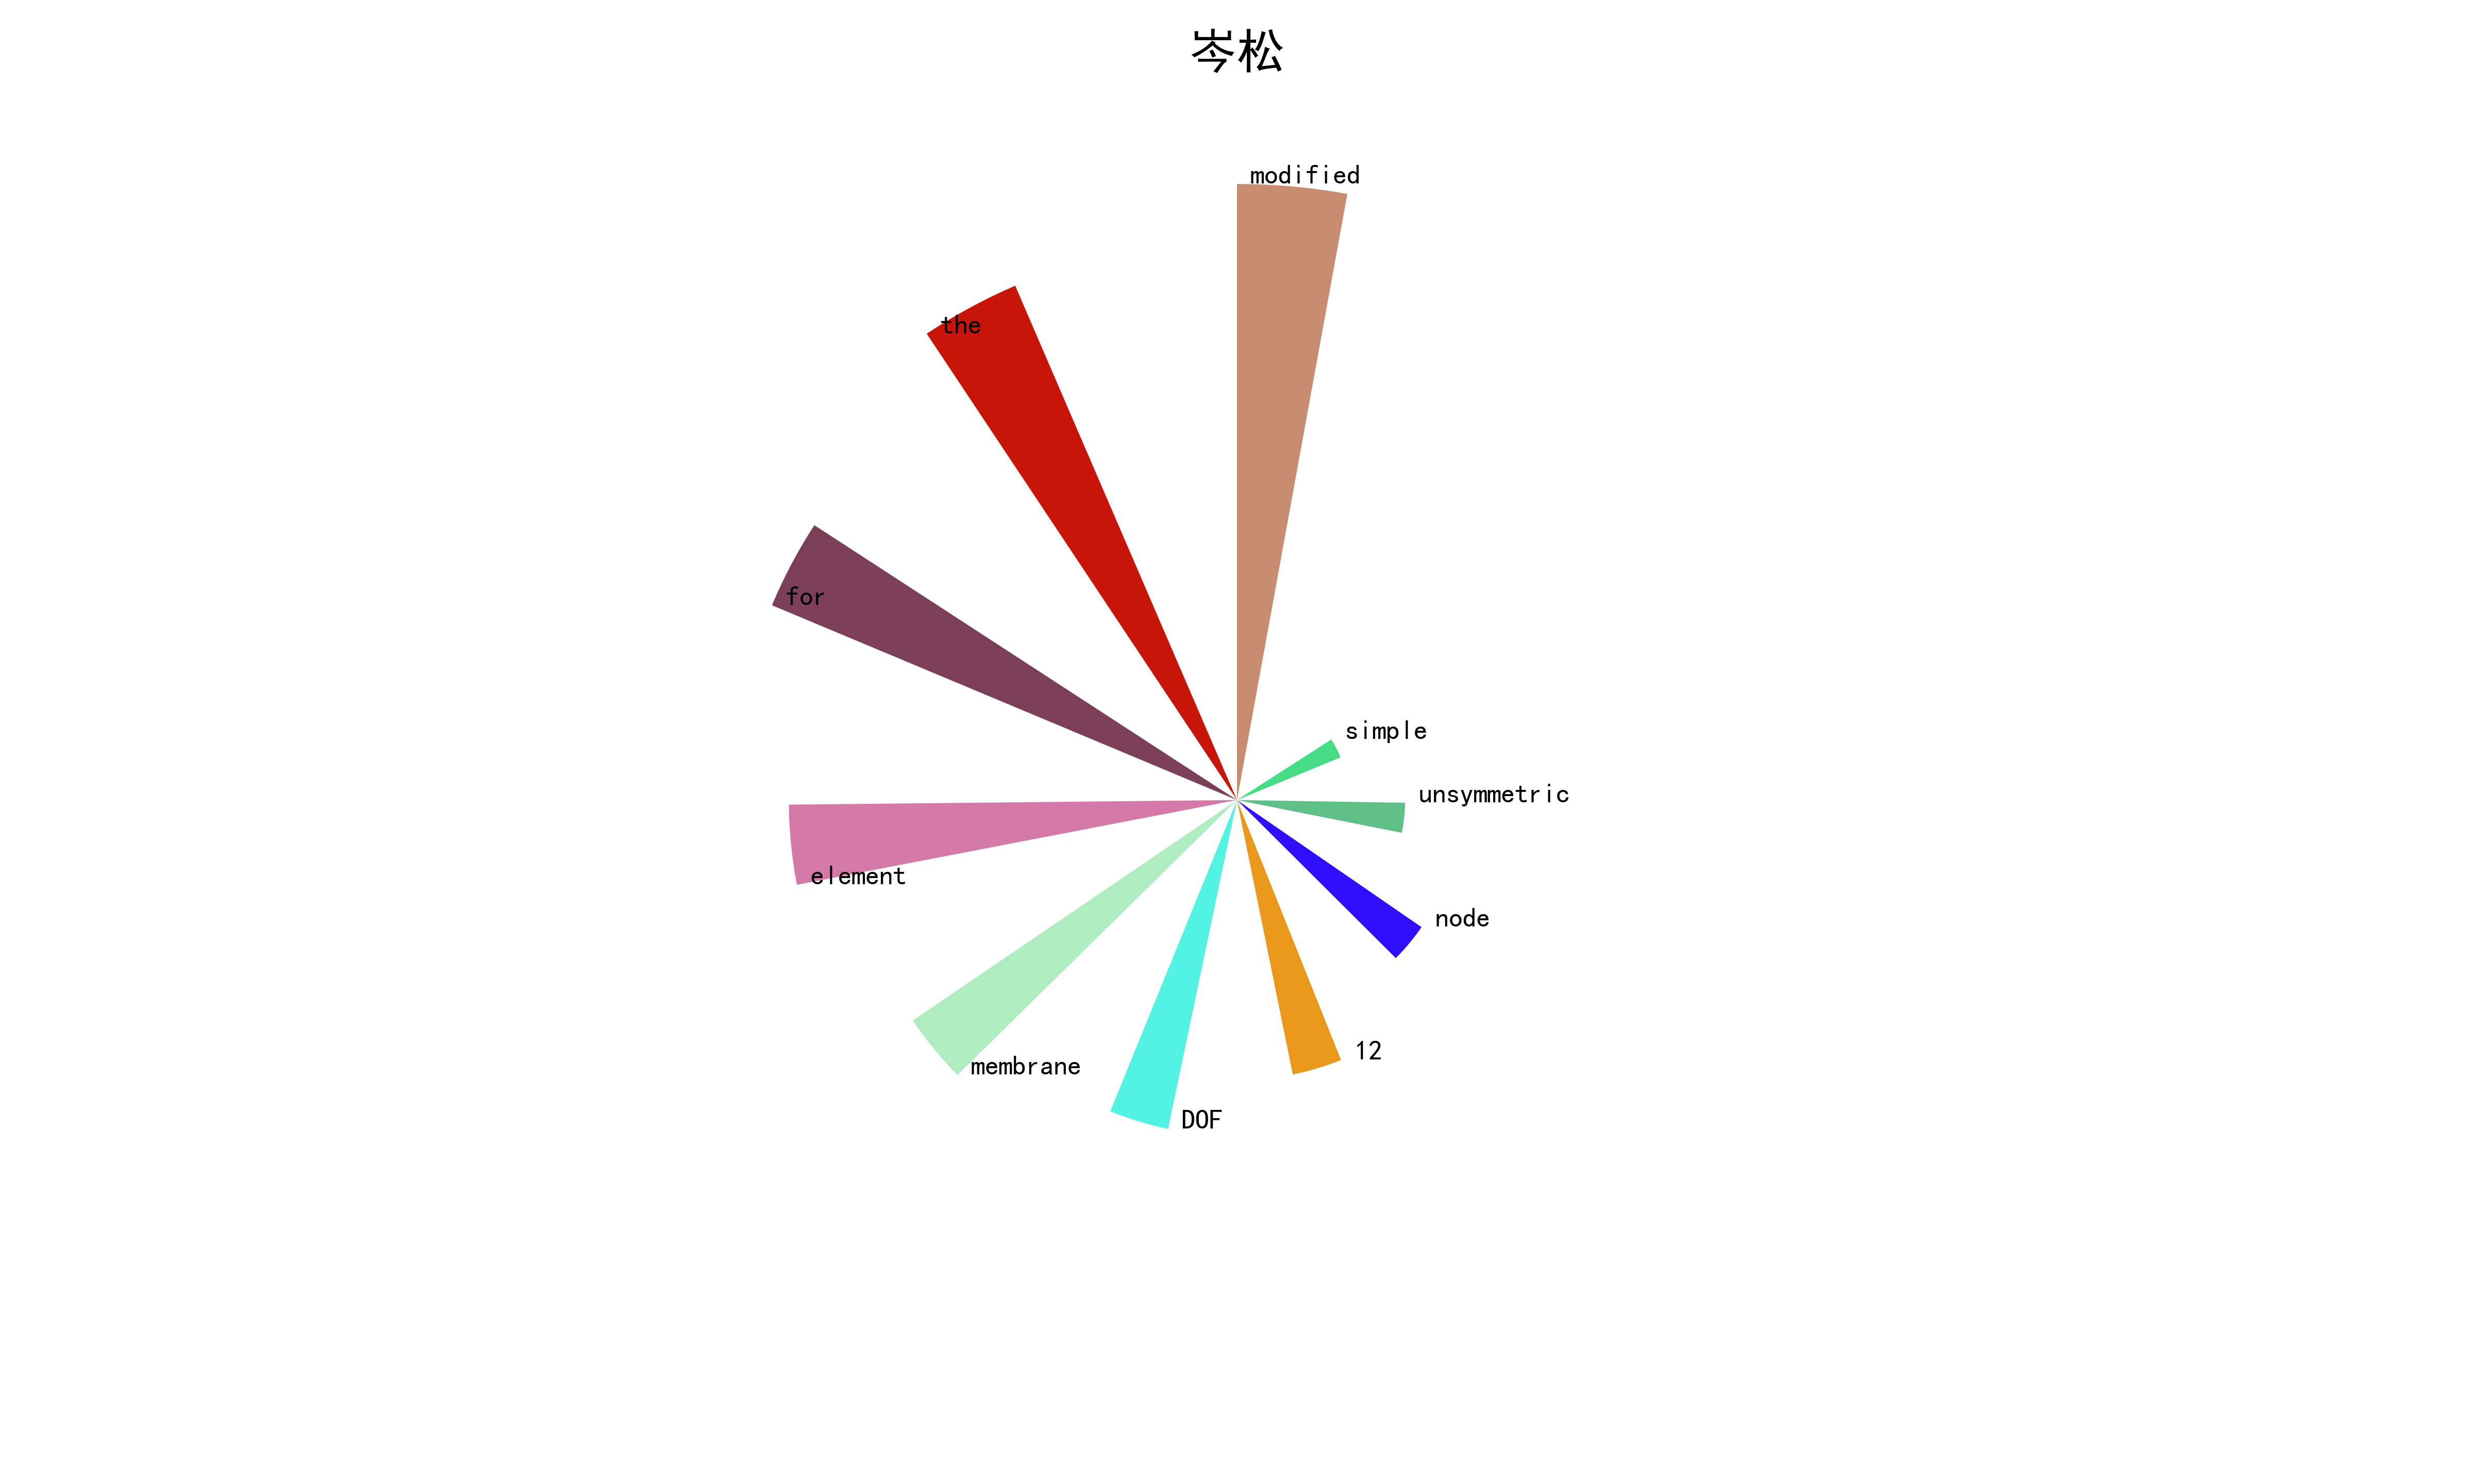 岑松
modified
the
for
simple
unsymmetric
element
node
12
membrane
DOF